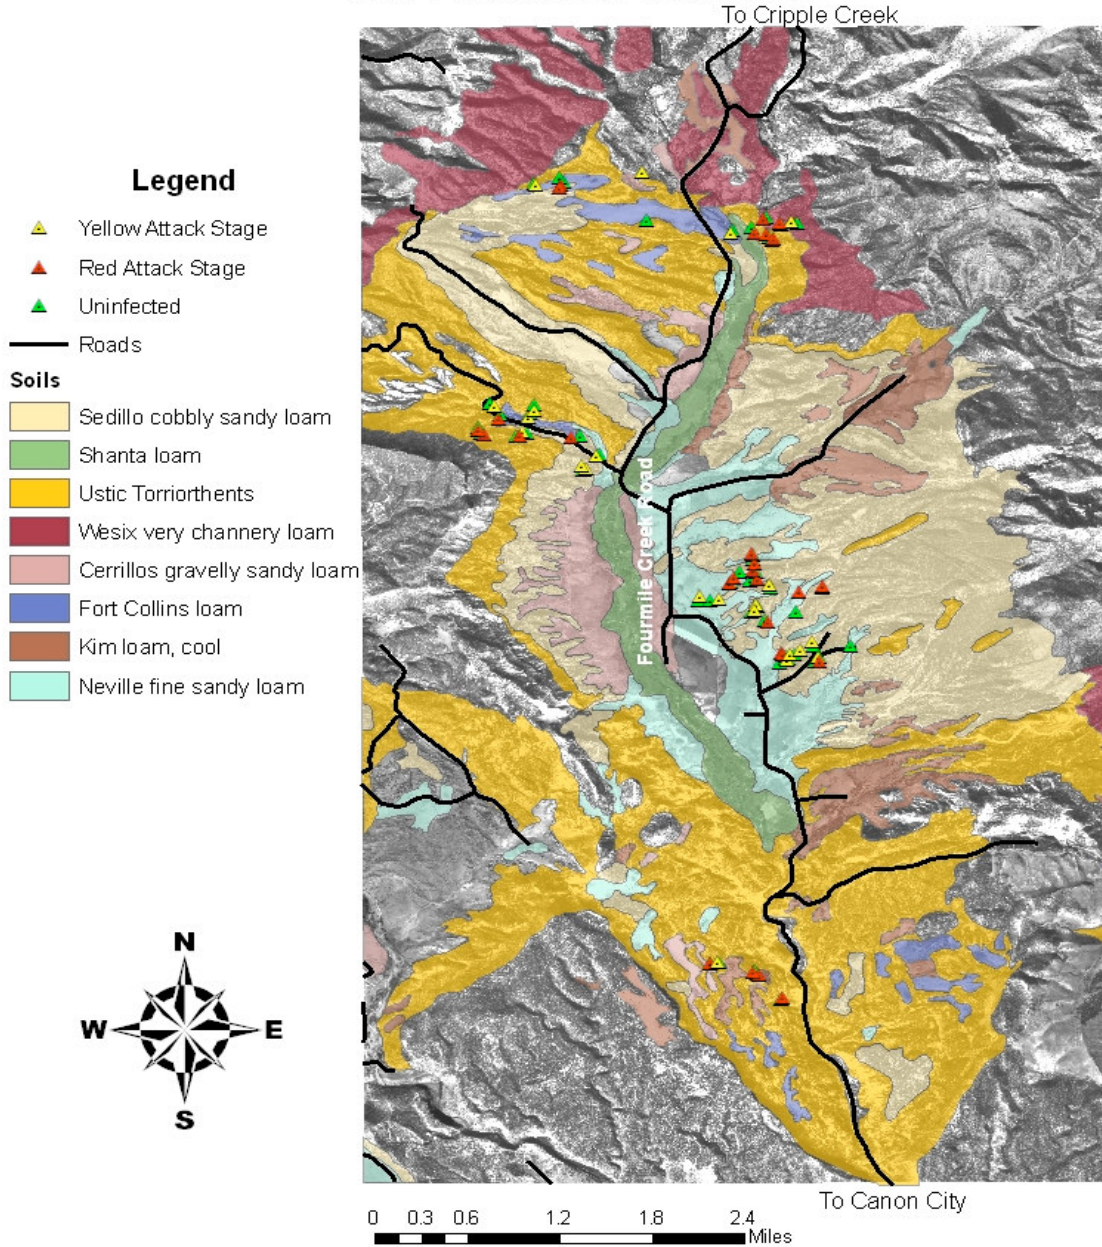 To Cripple Creek
Legend
Yellow Attack Stage
Red Attack Stage
Uninfected
Roads
Soils
Sedillo cobbly sandy loam
Shanta loam
Ustic Torriorthents
Wesix very channery loam
Cerrillos gravelly sandy loam
Fort Collins loam
Kim loam, cool
Neville fine sandy loam
Fourmile Creek Road
N
W E
S
To Canon City
0 0.3 0.6 1.2 1.8 2.4
Miles